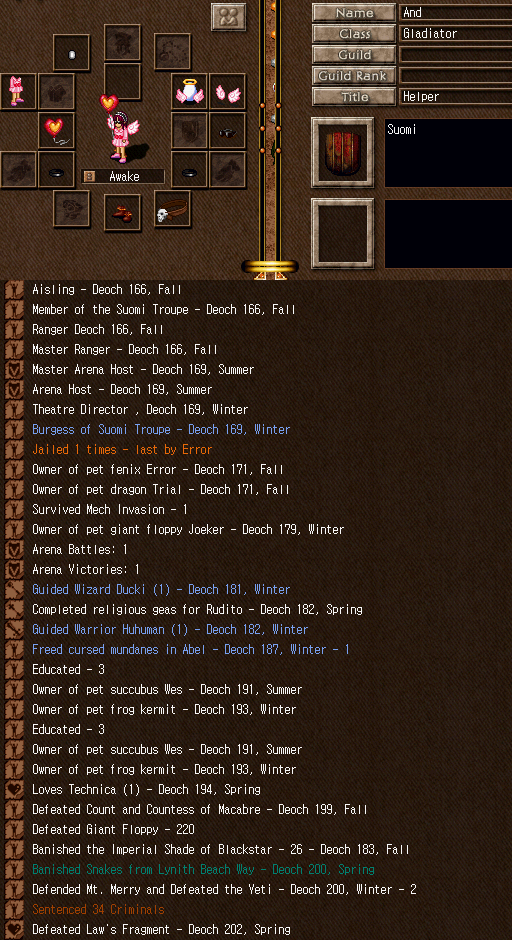 Name And
Class Gladiator
Guild
Guild Rank
Title Helper
Suomi
Awake
Aisling - Deoch 166, Fall
Member of the Suomi Troupe - Deoch 166, Fall
Ranger Deoch 166, Fall
Master Ranger - Deoch 166, Fall
Master Arena Host - Deoch 169, Summer
Arena Host - Deoch 169, Summer
Theatre Director , Deoch 169, Winter
Burgess of Suomi Troupe - Deoch 169, Winter
Jailed 1 times - last by Error
Owner of pet fenix Error - Deoch 171, Fall
Owner of pet dragon Trial - Deoch 171, Fall
Survived Mech Invasion - 1
Owner of pet giant floppy Joeker - Deoch 179, Winter
Arena Battles: 1
Arena Victories: 1
Guided Wizard Ducki (1) - Deoch 181, Winter
Completed religious geas for Rudito - Deoch 182, Spring
Guided Warrior Huhuman (1) - Deoch 182, Winter
Freed cursed mundanes in Abel - Deoch 187, Winter - 1
Educated - 3
Owner of pet succubus Wes - Deoch 191, Summer
Owner of pet frog kermit - Deoch 193, Winter
Educated - 3
Owner of pet succubus Wes - Deoch 191, Summer
Owner of pet frog kermit - Deoch 193, Winter
Loves Technica (1) - Deoch 194, Spring
Defeated Count and Countess of Macabre - Deoch 199, Fall
Defeated Giant Floppy - 220
Banished the Imperial Shade of Blackstar - 26 - Deoch 183, Fall
Banished Snakes from Lynith Beach Way - Deoch 200, Spring
Defended Mt. Merry and Defeated the Yeti - Deoch 200, Winter - 2
Sentenced 34 Criminals
Defeated Law's Fragment - Deoch 202, Spring